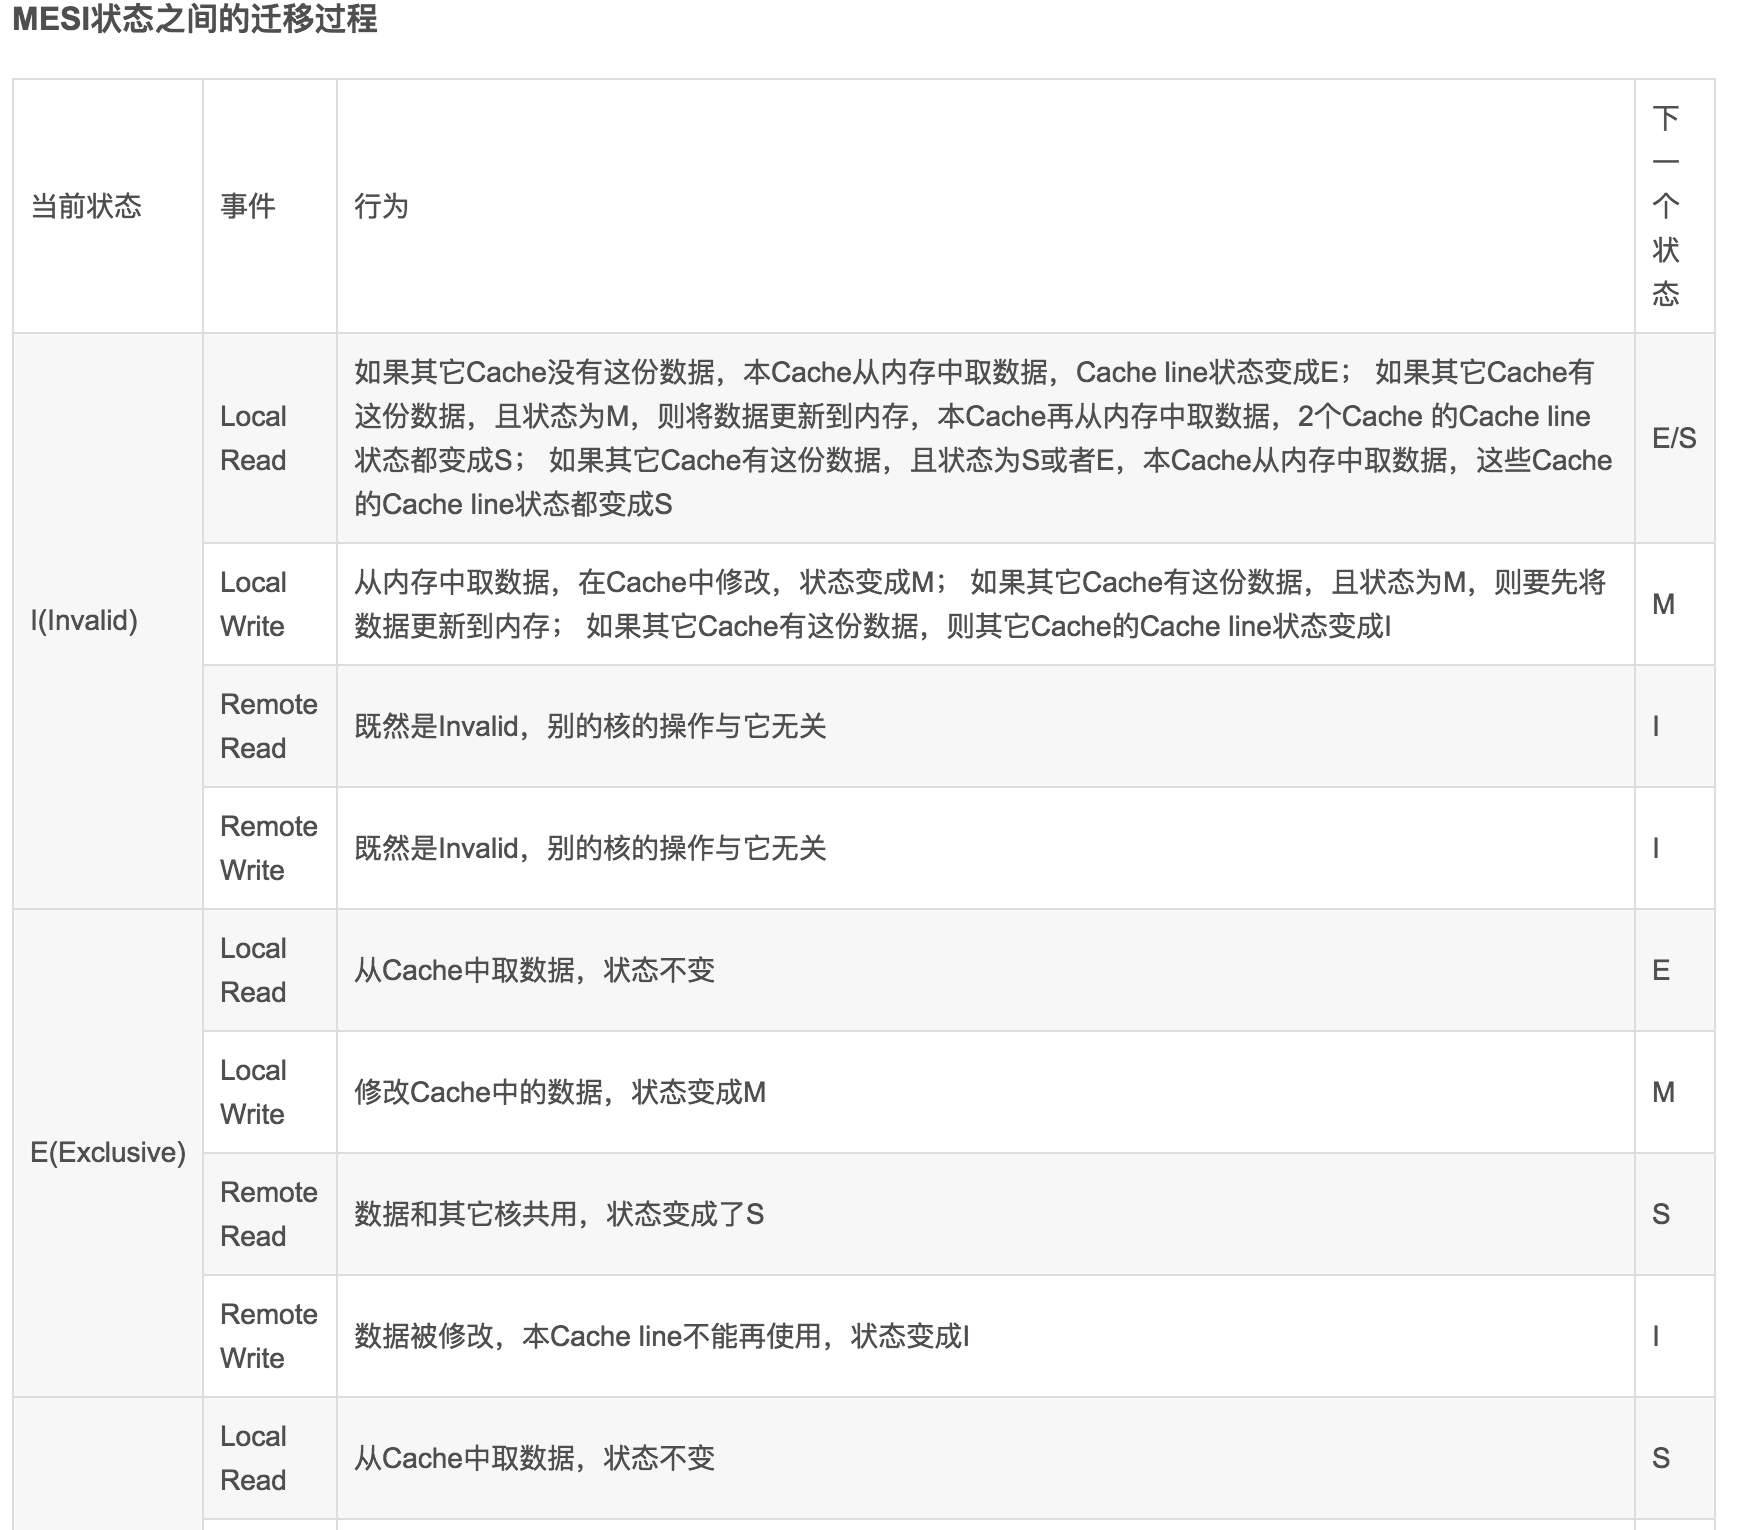 MESI状态之间的迁移过程
当前状态
事件
行为
下
一
个
状
态
I(Invalid)
Local
Read
如果其它Cache没有这份数据，本Cache从内存中取数据，Cache line状态变成E； 如果其它Cache有
这份数据，且状态为M，则将数据更新到内存，本Cache再从内存中取数据，2个Cache 的Cache line
状态都变成S； 如果其它Cache有这份数据，且状态为S或者E，本Cache从内存中取数据，这些Cache
的Cache line状态都变成S
E/S
Local
Write
从内存中取数据，在Cache中修改，状态变成M； 如果其它Cache有这份数据，且状态为M，则要先将
数据更新到内存； 如果其它Cache有这份数据，则其它Cache的Cache line状态变成I
M
Remote
Read
既然是Invalid，别的核的操作与它无关
I
Remote
Write
既然是Invalid，别的核的操作与它无关
I
E(Exclusive)
Local
Read
从Cache中取数据，状态不变
E
Local
Write
修改Cache中的数据，状态变成M
M
Remote
Read
数据和其它核共用，状态变成了S
S
Remote
Write
数据被修改，本Cache line不能再使用，状态变成I
I
Local
Read
从Cache中取数据，状态不变
S